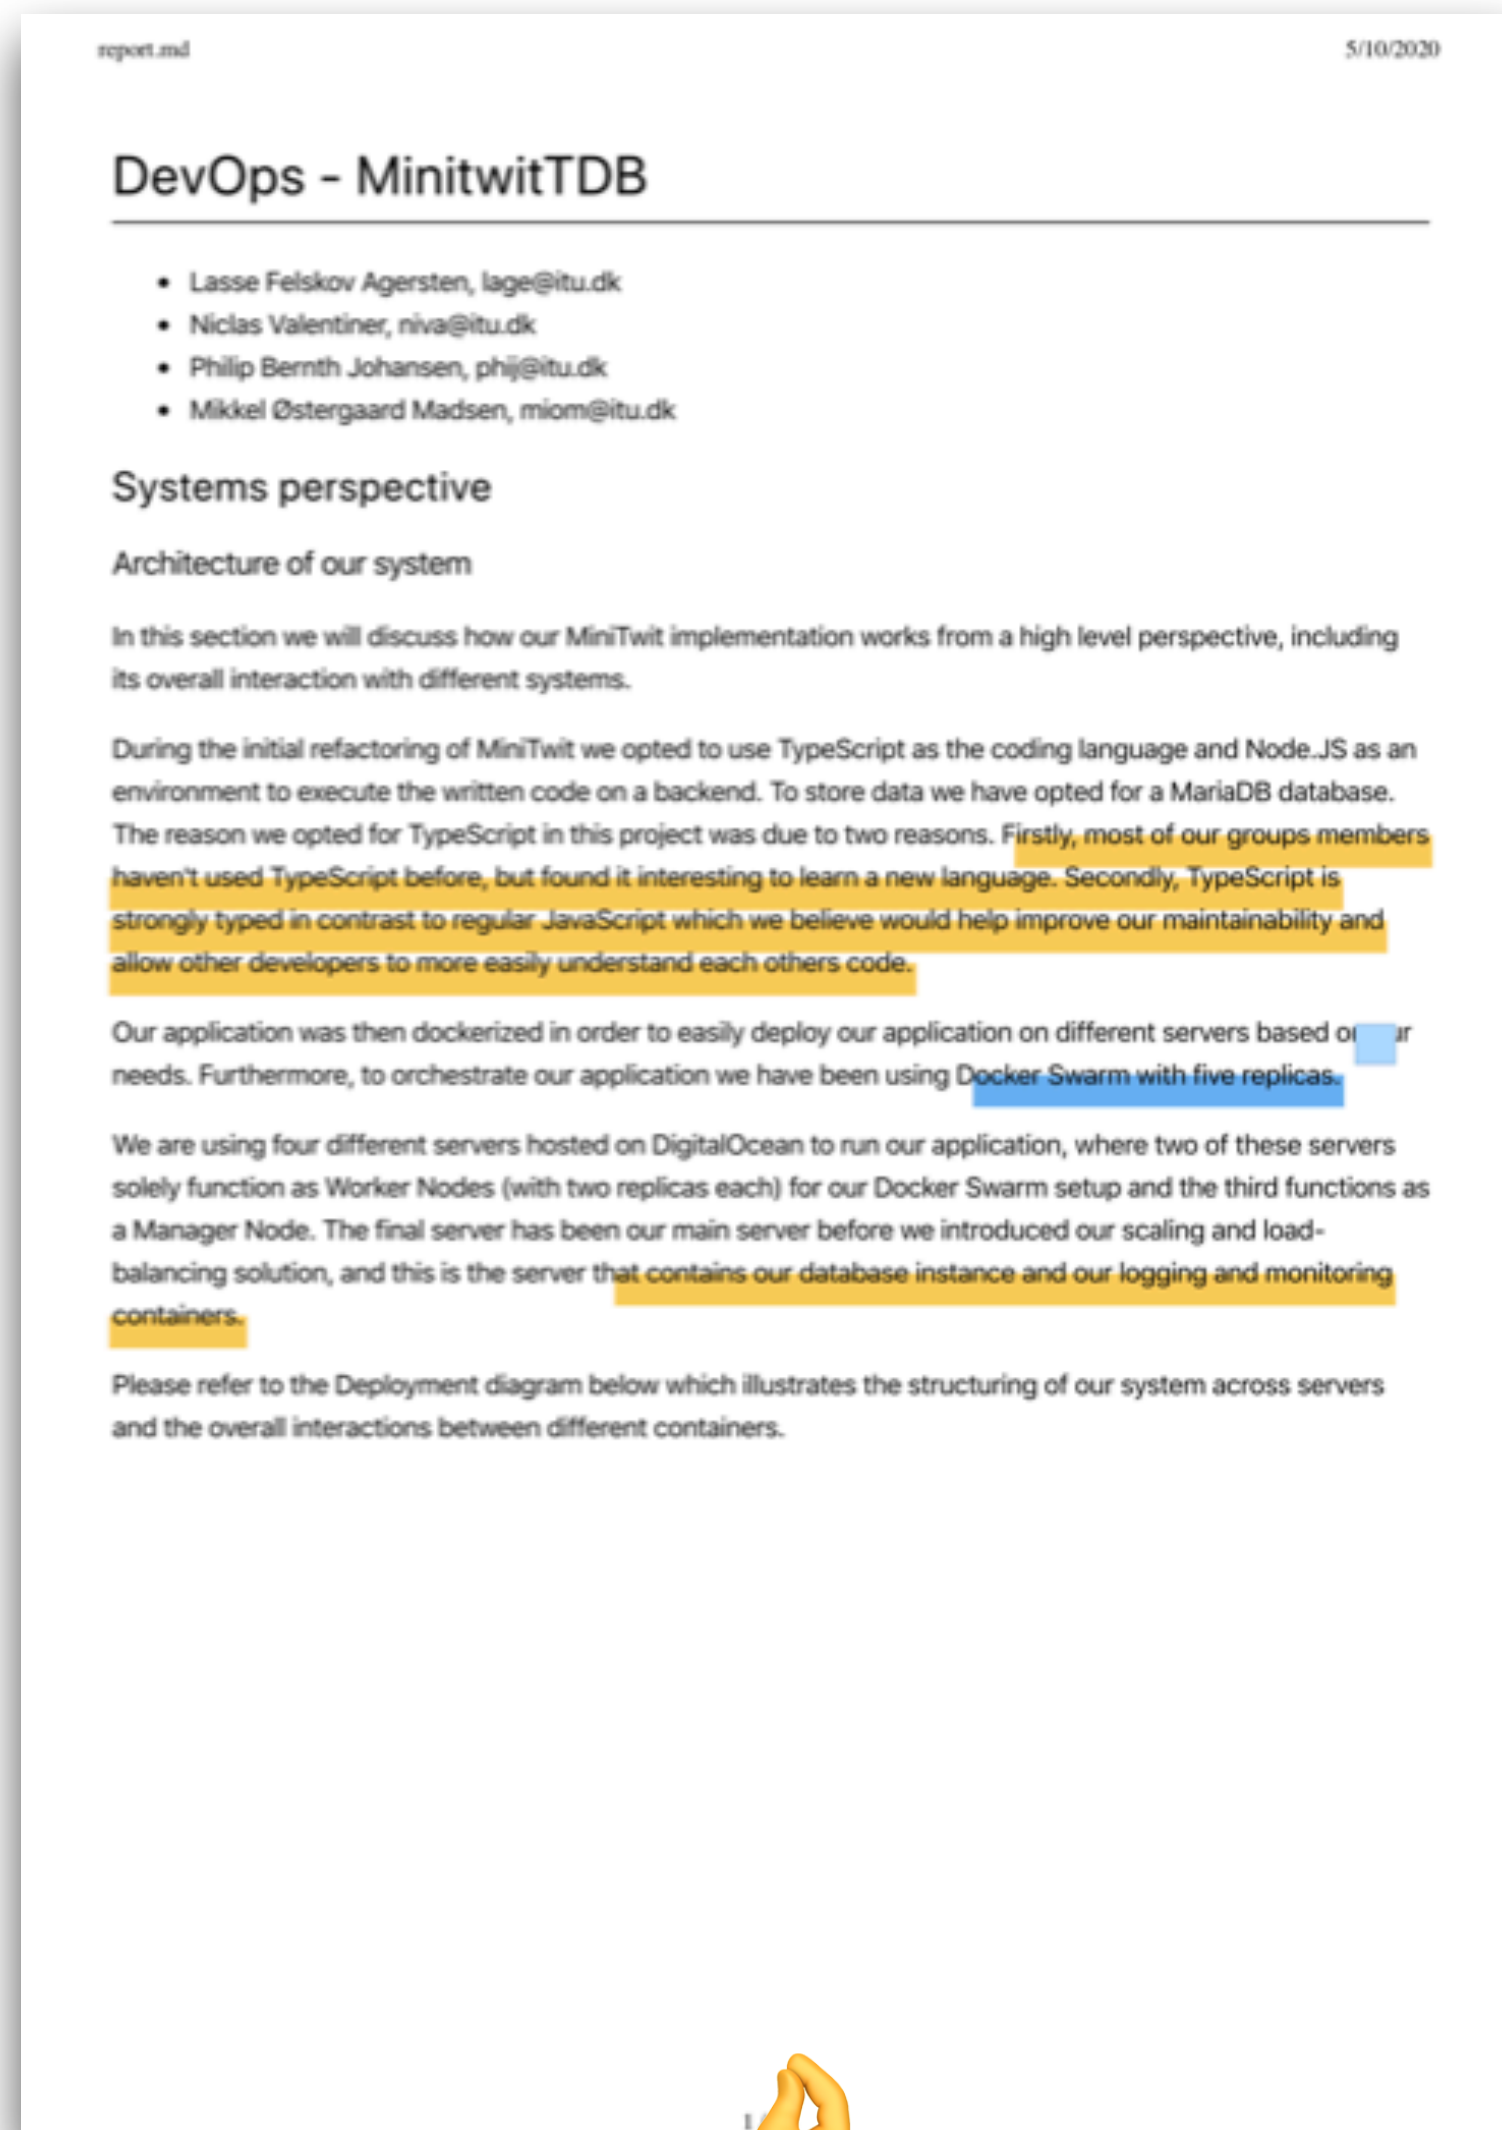 report.md 5/10/2020
DevOps - MinitwitTDB
• Lasse Felskov Agersten, lage@itu.dk
• Niclas Valentiner, niva@itu.dk
• Philip Bernth Johansen, phij@itu.dk
• Mikkel Østergaard Madsen, miom@itu.dk
Systems perspective
Architecture of our system
In this section we will discuss how our MiniTwit implementation works from a high level perspective, including
its overall interaction with different systems.
During the initial refactoring of MiniTwit we opted to use TypeScript as the coding language and Node.JS as an
environment to execute the written code on a backend. To store data we have opted for a MariaDB database.
The reason we opted for TypeScript in this project was due to two reasons. Firstly, most of our groups members
haven't used TypeScript before, but found it interesting to learn a new language. Secondly, TypeScript is
strongly typed in contrast to regular JavaScript which we believe would help improve our maintainability and
allow other developers to more easily understand each others code.
Our application was then dockerized in order to easily deploy our application on different servers based
needs. Furthermore, to orchestrate our application we have been using Docker Swarm with five replicas.
We are using four different servers hosted on DigitalOcean to run our application, where two of these servers
solely function as Worker Nodes (with two replicas each) for our Docker Swarm setup and the third functions as
a Manager Node. The final server has been our main server before we introduced our scaling and load-
balancing solution, and this is the server that contains our database instance and our logging and monitoring
containers.
Please refer to the Deployment diagram below which illustrates the structuring of our system across servers
and the overall interactions between different containers.
1 /